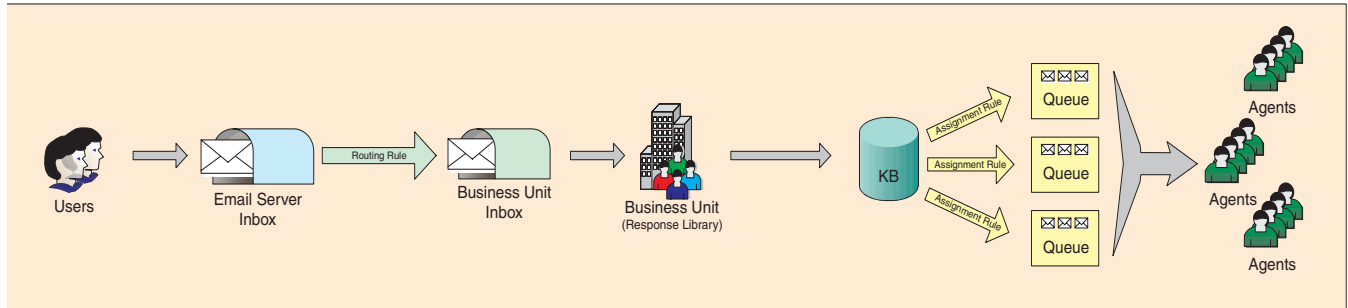 Users
Email Server
Inbox
Routing Rule
Business Unit
Inbox
Business Unit
(Response Library)
KB
Assignment Rule
Assignment Rule
Assignment Rule
Queue
Queue
Queue
Agents
Agents
Agents